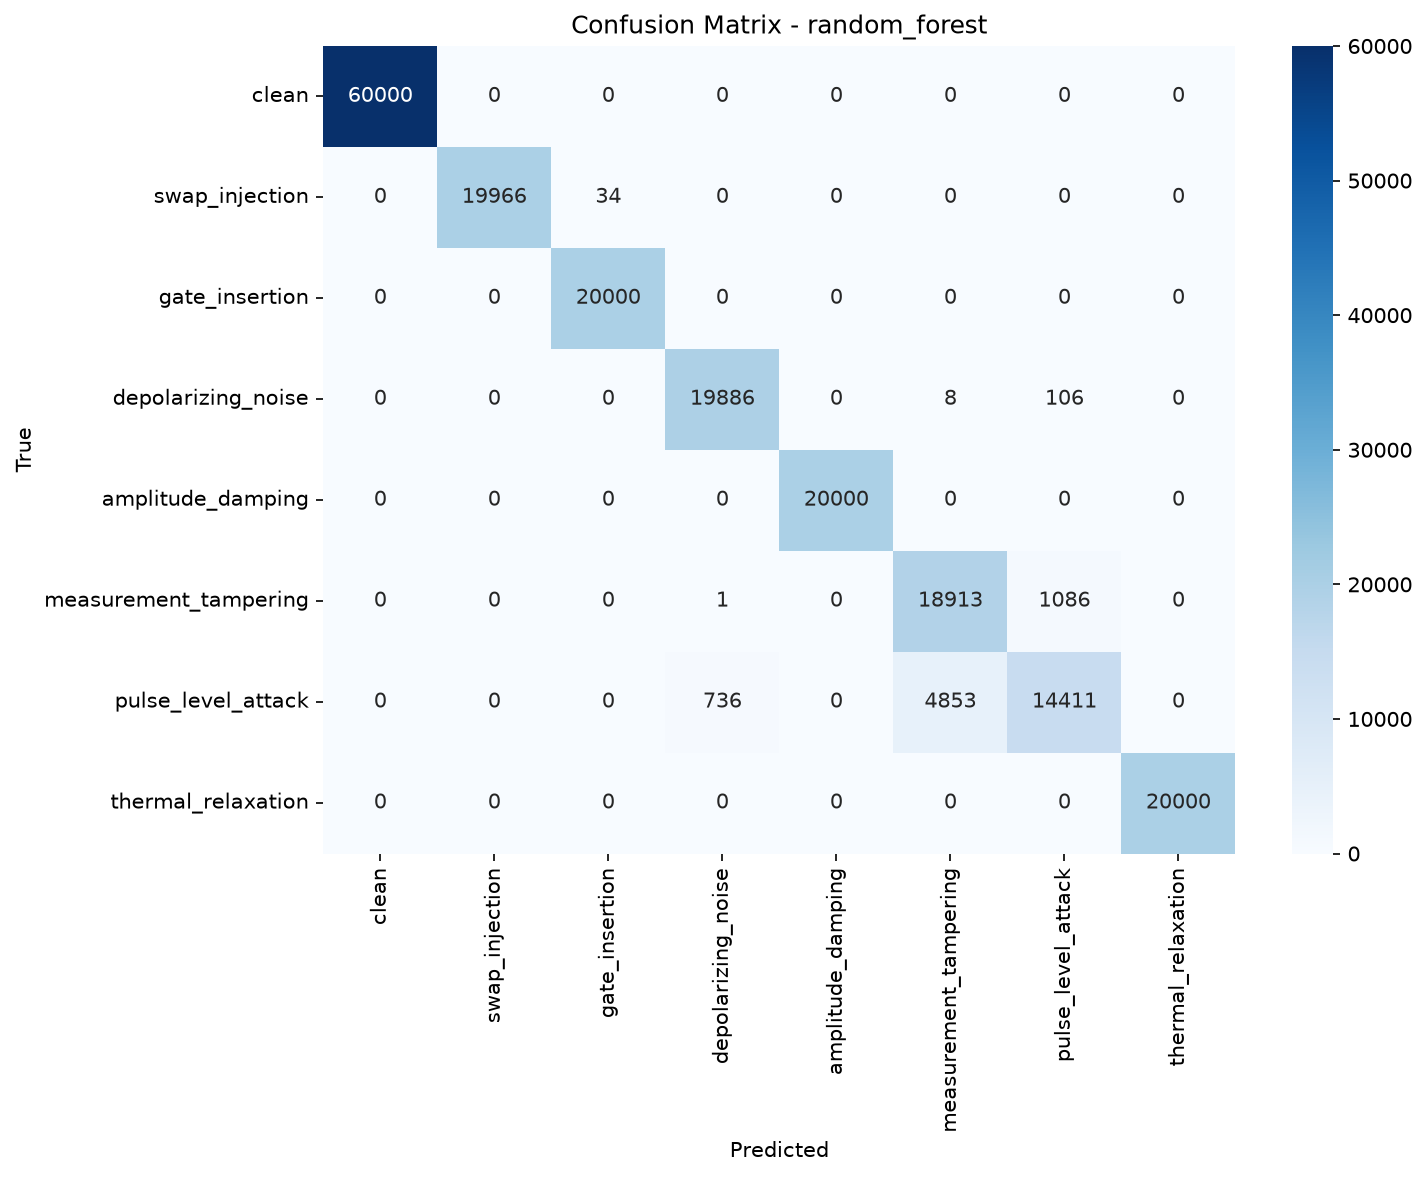 Confusion Matrix - random_forest
clean 60000 0 0 0 0 0 0 0
swap_injection 0 19966 34 0 0 0 0 0
gate_insertion 0 0 20000 0 0 0 0 0
depolarizing_noise 0 0 0 19886 0 8 106 0
amplitude_damping 0 0 0 0 20000 0 0 0
measurement_tampering 0 0 0 1 0 18913 1086 0
pulse_level_attack 0 0 0 736 0 4853 14411 0
thermal_relaxation 0 0 0 0 0 0 0 20000
True
clean
swap_injection
gate_insertion
depolarizing_noise
amplitude_damping
measurement_tampering
pulse_level_attack
thermal_relaxation
Predicted
60000
50000
40000
30000
20000
10000
0